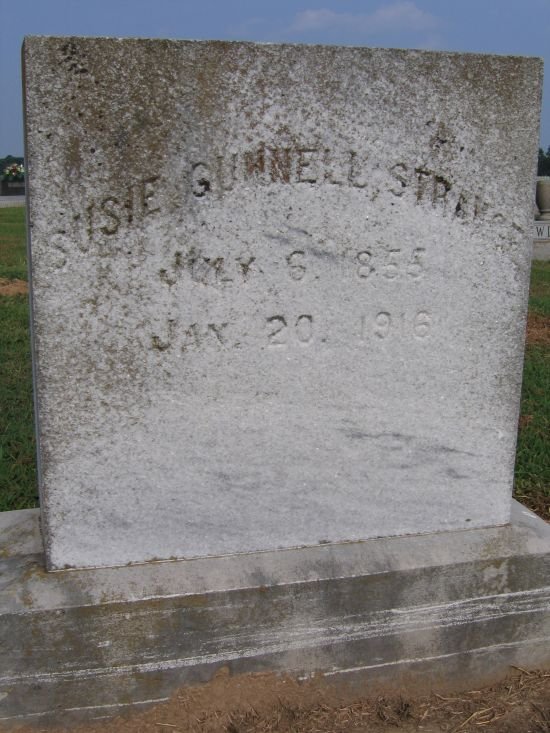 SUSIE GUNNELL
JULY 6, 1855
JAN. 20, 1916